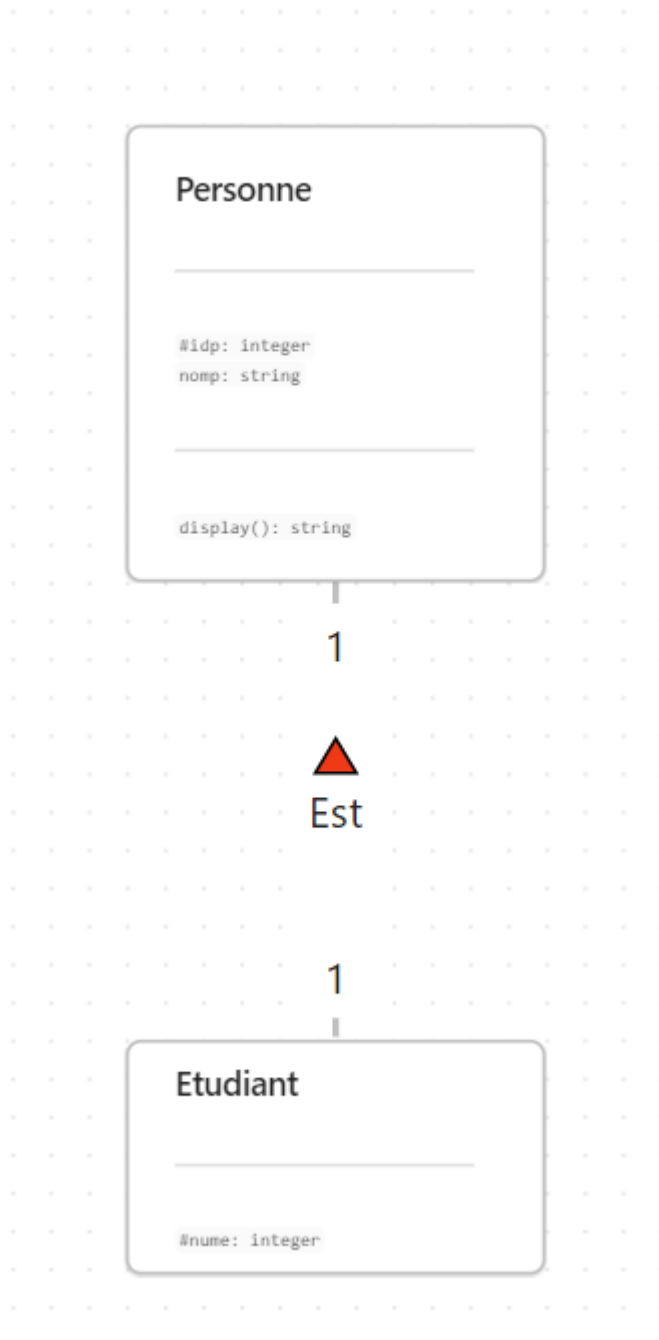 Personne
#idp: integer
nomp: string
display(): string
1
Est
1
Etudiant
#nume: integer